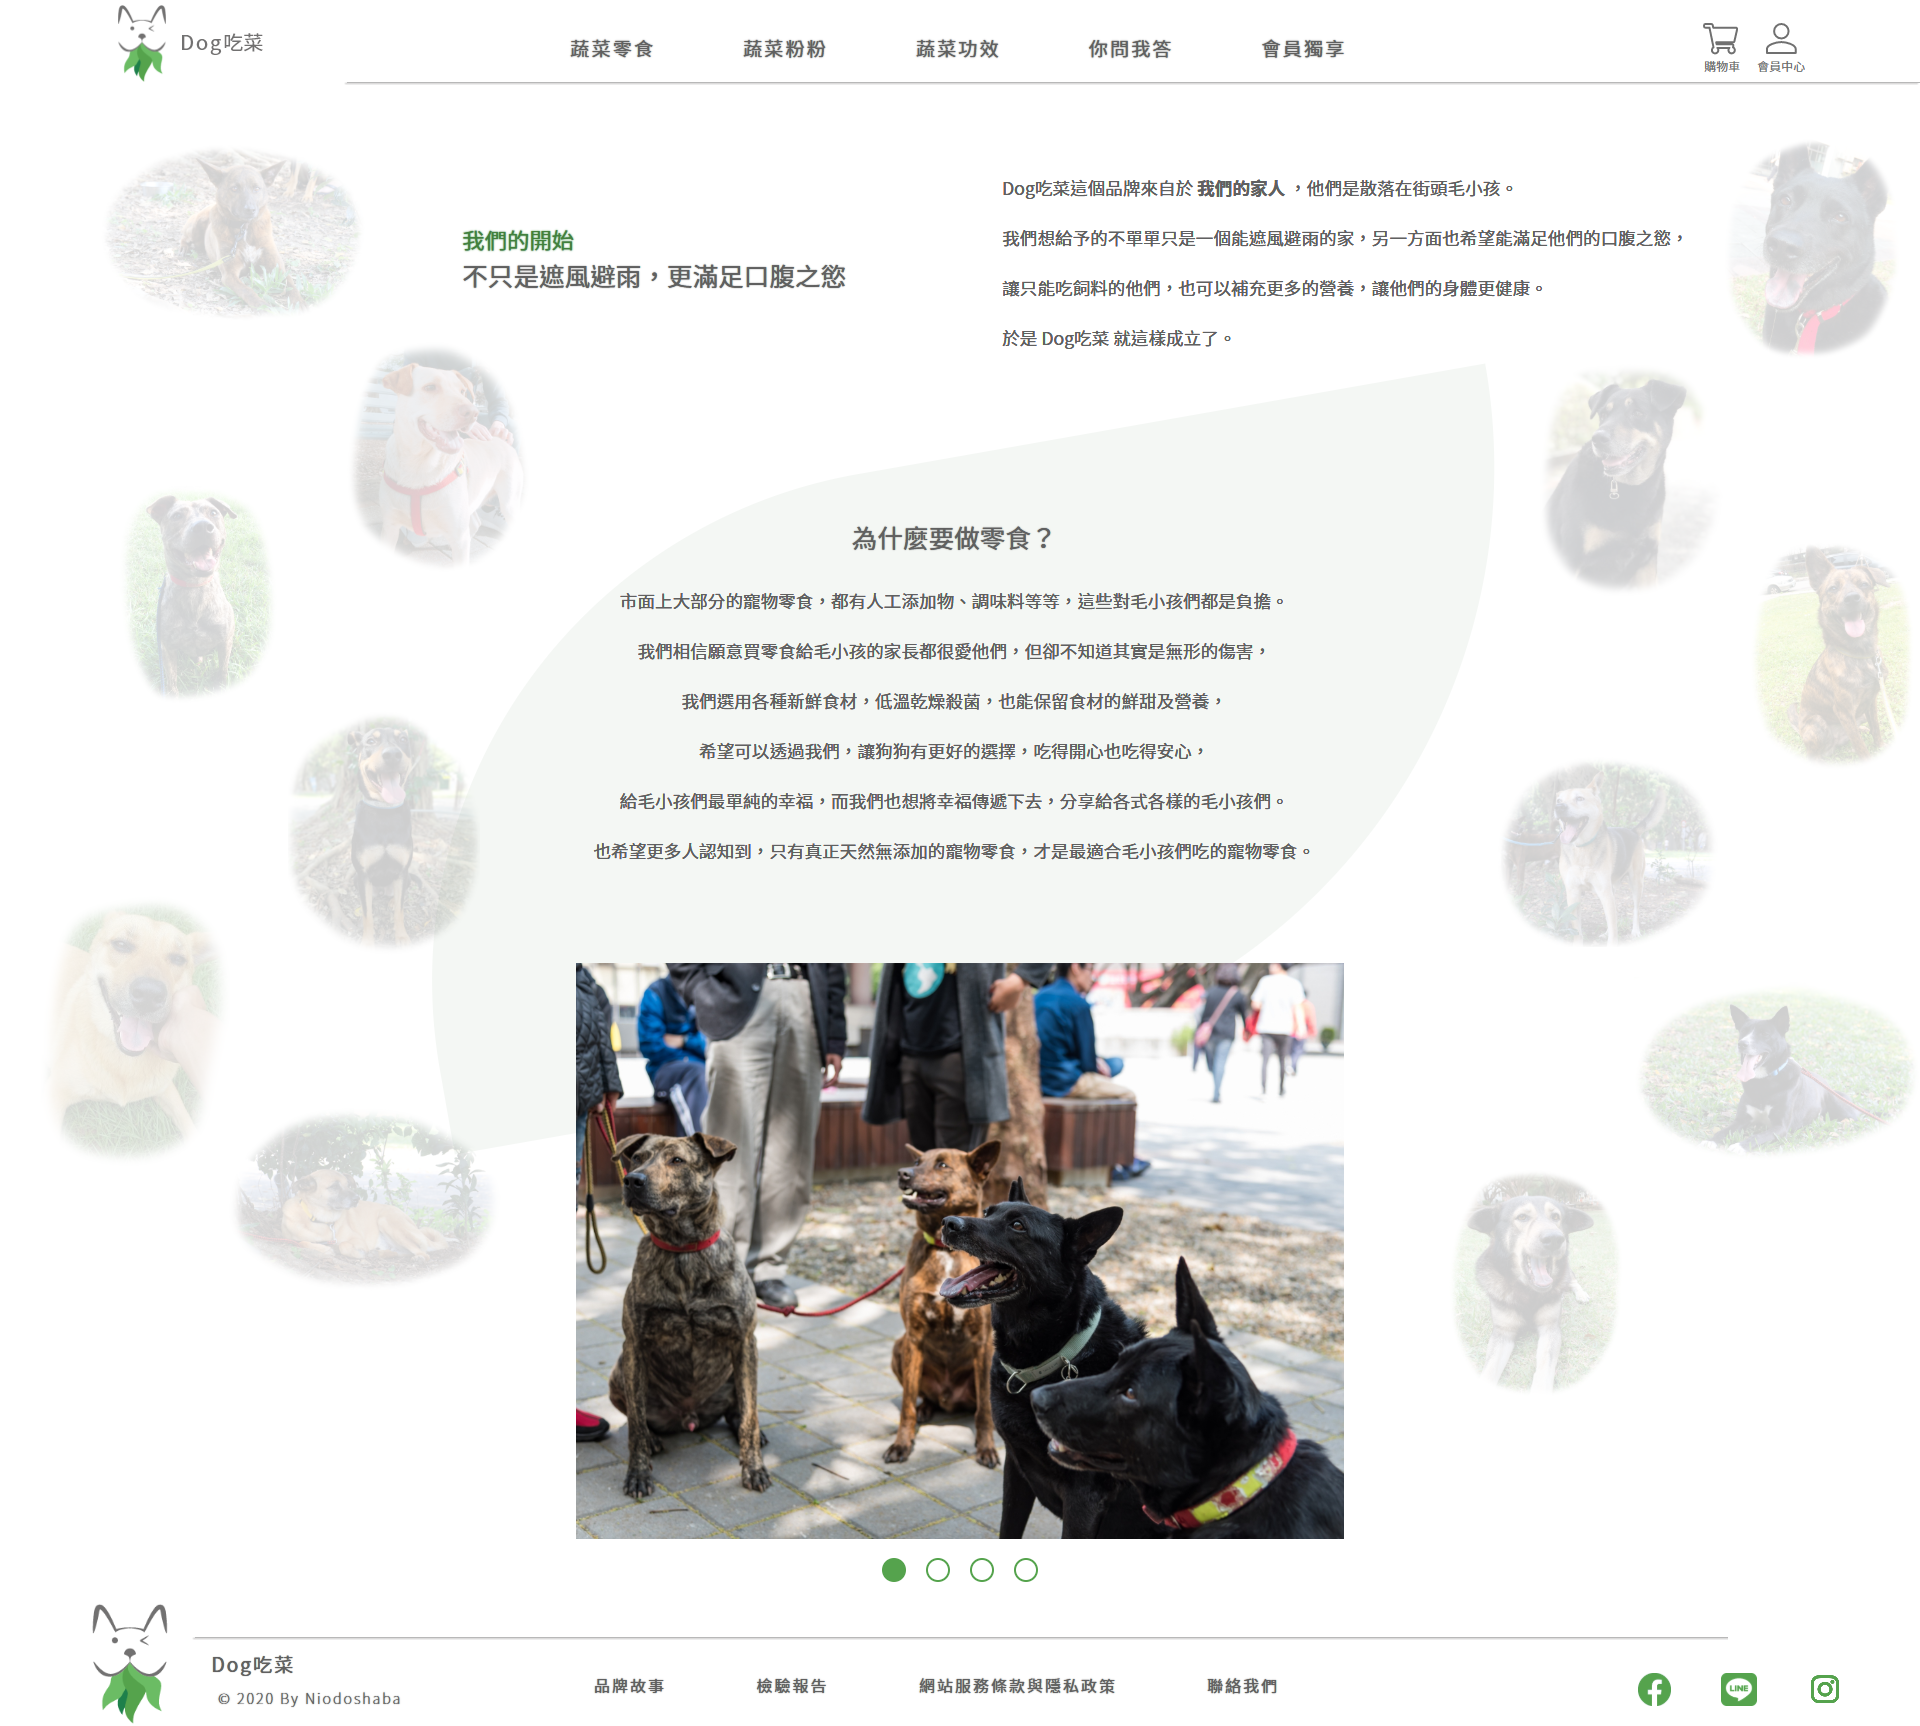 Dog吃菜
蔬菜零食
蔬菜粉粉
蔬菜功效
你問我答
會員獨享
購物車
會員中心
我們的開始
不只是遮風避雨，更滿足口腹之慾
Dog吃菜這個品牌來自於 我們的家人 ，他們是散落在街頭毛小孩。
我們想給予的不單單只是一個能遮風避雨的家，另一方面也希望能滿足他們的口腹之慾，
讓只能吃飼料的他們，也可以補充更多的營養，讓他們的身體更健康。
於是 Dog吃菜 就這樣成立了。
為什麼要做零食？
市面上大部分的寵物零食，都有人工添加物、調味料等等，這些對毛小孩們都是負擔。
我們相信願意買零食給毛小孩的家長都很愛他們，但卻不知道其實是無形的傷害，
我們選用各種新鮮食材，低溫乾燥殺菌，也能保留食材的鮮甜及營養，
希望可以透過我們，讓狗狗有更好的選擇，吃得開心也吃得安心，
給毛小孩們最單純的幸福，而我們也想將幸福傳遞下去，分享給各式各樣的毛小孩們。
也希望更多人認知到，只有真正天然無添加的寵物零食，才是最適合毛小孩們吃的寵物零食。
Dog吃菜
© 2020 By Niodoshaba
品牌故事
檢驗報告
網站服務條款與隱私政策
聯絡我們
LINE